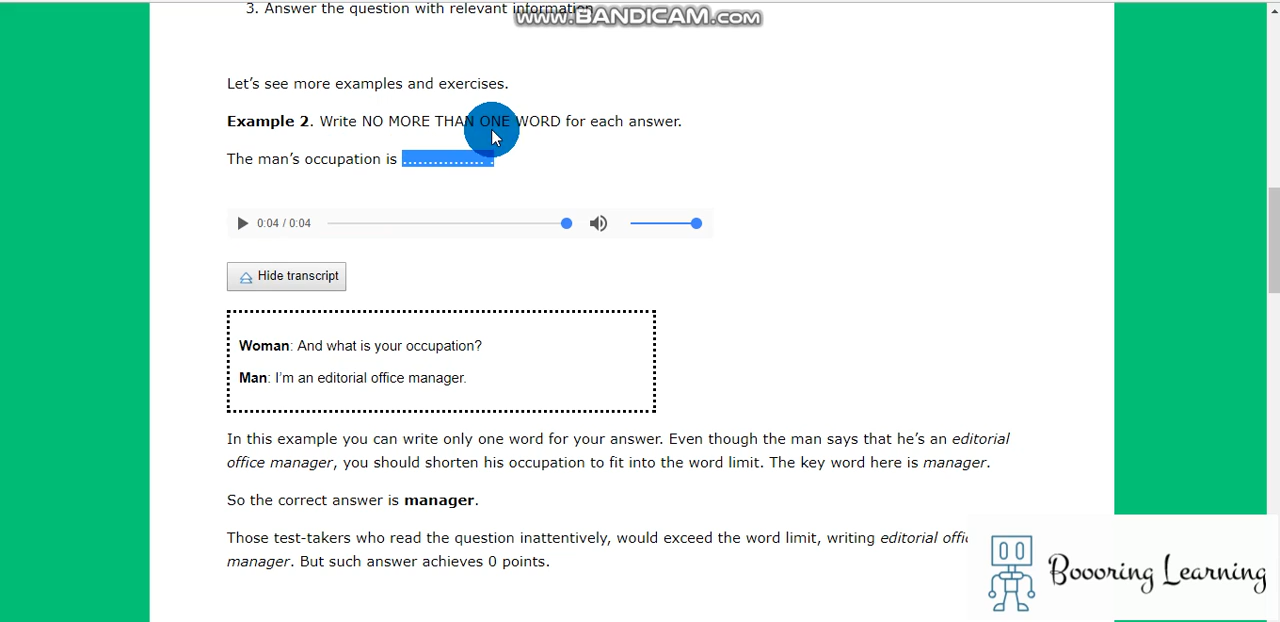 3. Answer the question with relevant information.
www.BANDICAM.com
Let’s see more examples and exercises.
Example 2. Write NO MORE THAN ONE WORD for each answer.
The man’s occupation is ................. .
0:04 / 0:04
Hide transcript
Woman: And what is your occupation?
Man: I’m an editorial office manager.
In this example you can write only one word for your answer. Even though the man says that he’s an editorial
office manager, you should shorten his occupation to fit into the word limit. The key word here is manager.
So the correct answer is manager.
Those test-takers who read the question inattentively, would exceed the word limit, writing editorial offic
manager. But such answer achieves 0 points.
Boooring Learning